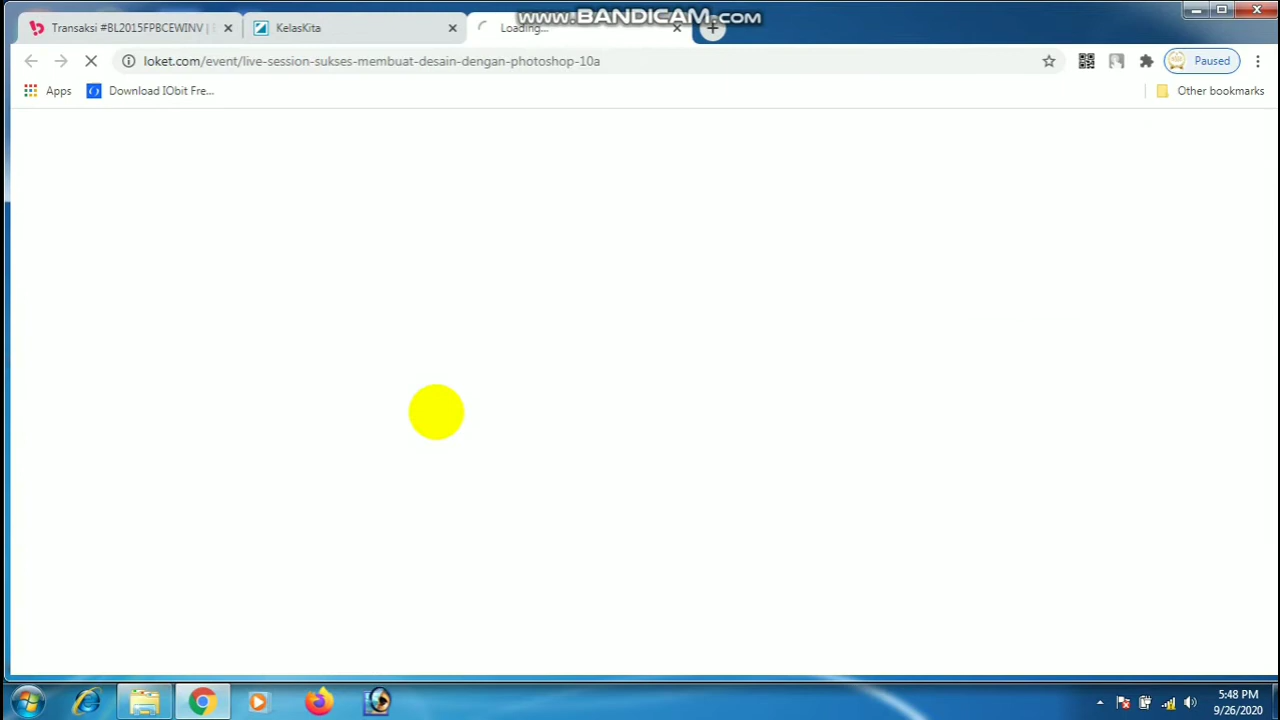 www.BANDICAM.com
Transaksi #BL2015FPBCEWINV |
KelasKita
Loading...
loket.com/event/live-session-sukses-membuat-desain-dengan-photoshop-10a
Paused
Apps
Download IObit Fre...
Other bookmarks
5:48 PM
9/26/2020